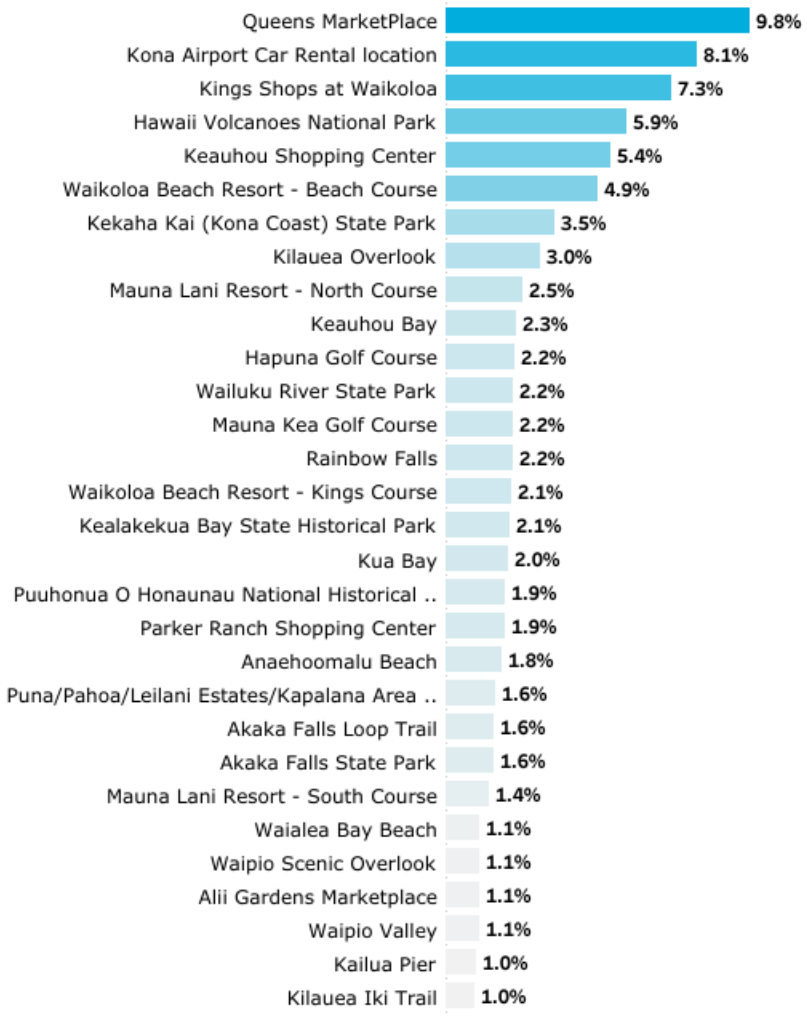 Queens MarketPlace 9.8%
Kona Airport Car Rental location 8.1%
Kings Shops at Waikoloa 7.3%
Hawaii Volcanoes National Park 5.9%
Keauhou Shopping Center 5.4%
Waikoloa Beach Resort - Beach Course 4.9%
Kekaha Kai (Kona Coast) State Park 3.5%
Kilauea Overlook 3.0%
Mauna Lani Resort - North Course 2.5%
Keauhou Bay 2.3%
Hapuna Golf Course 2.2%
Wailuku River State Park 2.2%
Mauna Kea Golf Course 2.2%
Rainbow Falls 2.2%
Waikoloa Beach Resort - Kings Course 2.1%
Kealakekua Bay State Historical Park 2.1%
Kua Bay 2.0%
Puuhonua O Honaunau National Historical .. 1.9%
Parker Ranch Shopping Center 1.9%
Anaehoomalu Beach 1.8%
Puna/Pahoa/Leilani Estates/Kapalana Area .. 1.6%
Akaka Falls Loop Trail 1.6%
Akaka Falls State Park 1.6%
Mauna Lani Resort - South Course 1.4%
Waialea Bay Beach 1.1%
Waipio Scenic Overlook 1.1%
Alii Gardens Marketplace 1.1%
Waipio Valley 1.1%
Kailua Pier 1.0%
Kilauea Iki Trail 1.0%